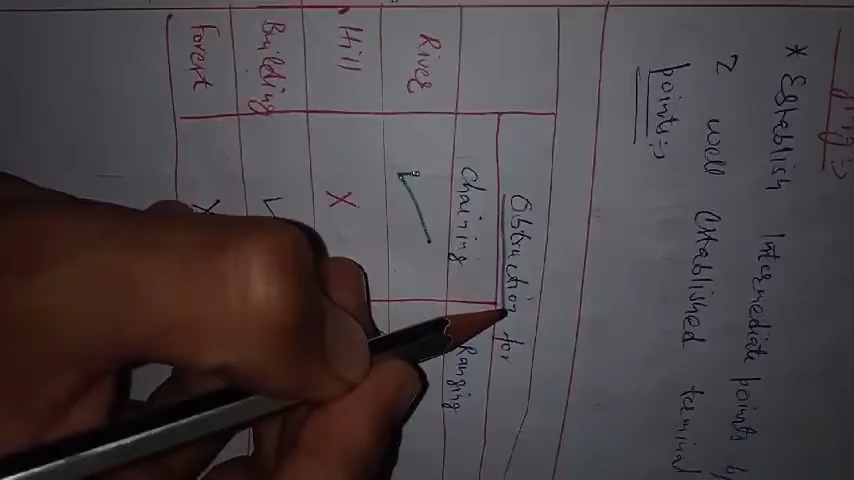 * Establish Intermediate points b/
2 well Established terminal
points:→
Obstruction for
Chaining Ranging
River ✓
Hill X
Building
Forest X